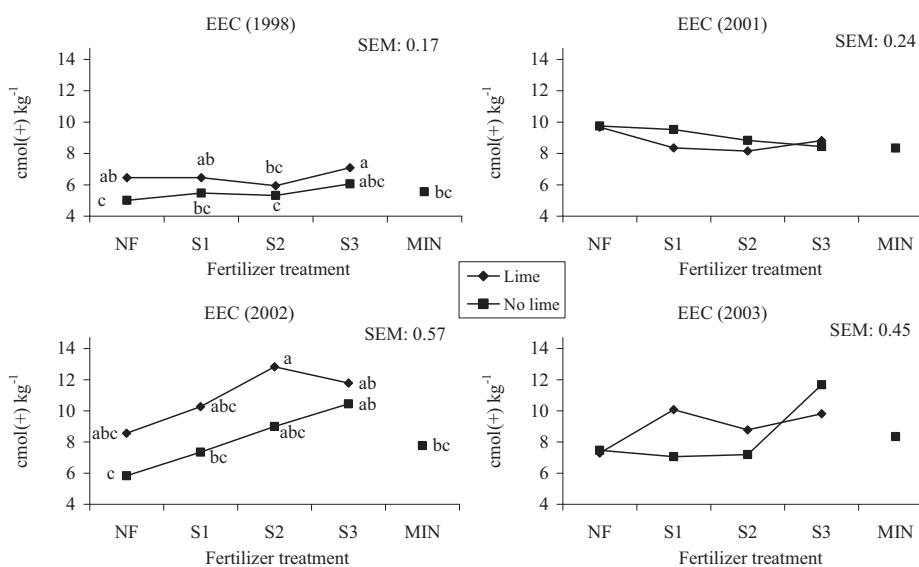 EEC (1998)
SEM: 0.17
cmol(+) kg-1
14
12
10
8
6
4
ab
ab
bc
a
c
bc
c
abc
bc
NF S1 S2 S3 MIN
Fertilizer treatment
EEC (2001)
SEM: 0.24
cmol(+) kg-1
14
12
10
8
6
4
NF S1 S2 S3 MIN
Fertilizer treatment
Lime
No lime
EEC (2002)
SEM: 0.57
cmol(+) kg-1
14
12
10
8
6
4
abc
abc
a
ab
c
bc
abc
ab
bc
NF S1 S2 S3 MIN
Fertilizer treatment
EEC (2003)
SEM: 0.45
cmol(+) kg-1
14
12
10
8
6
4
NF S1 S2 S3 MIN
Fertilizer treatment